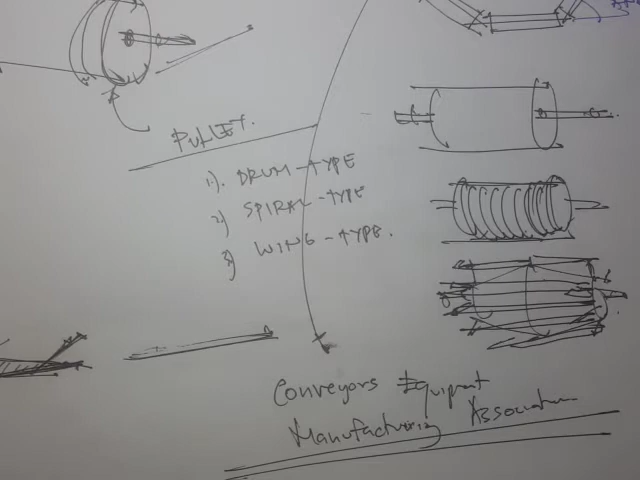 PULLEY.
1). DRUM-TYPE
2) SPIRAL-TYPE
3) WING-TYPE.
Conveyors Equipment
Manufacturing Association